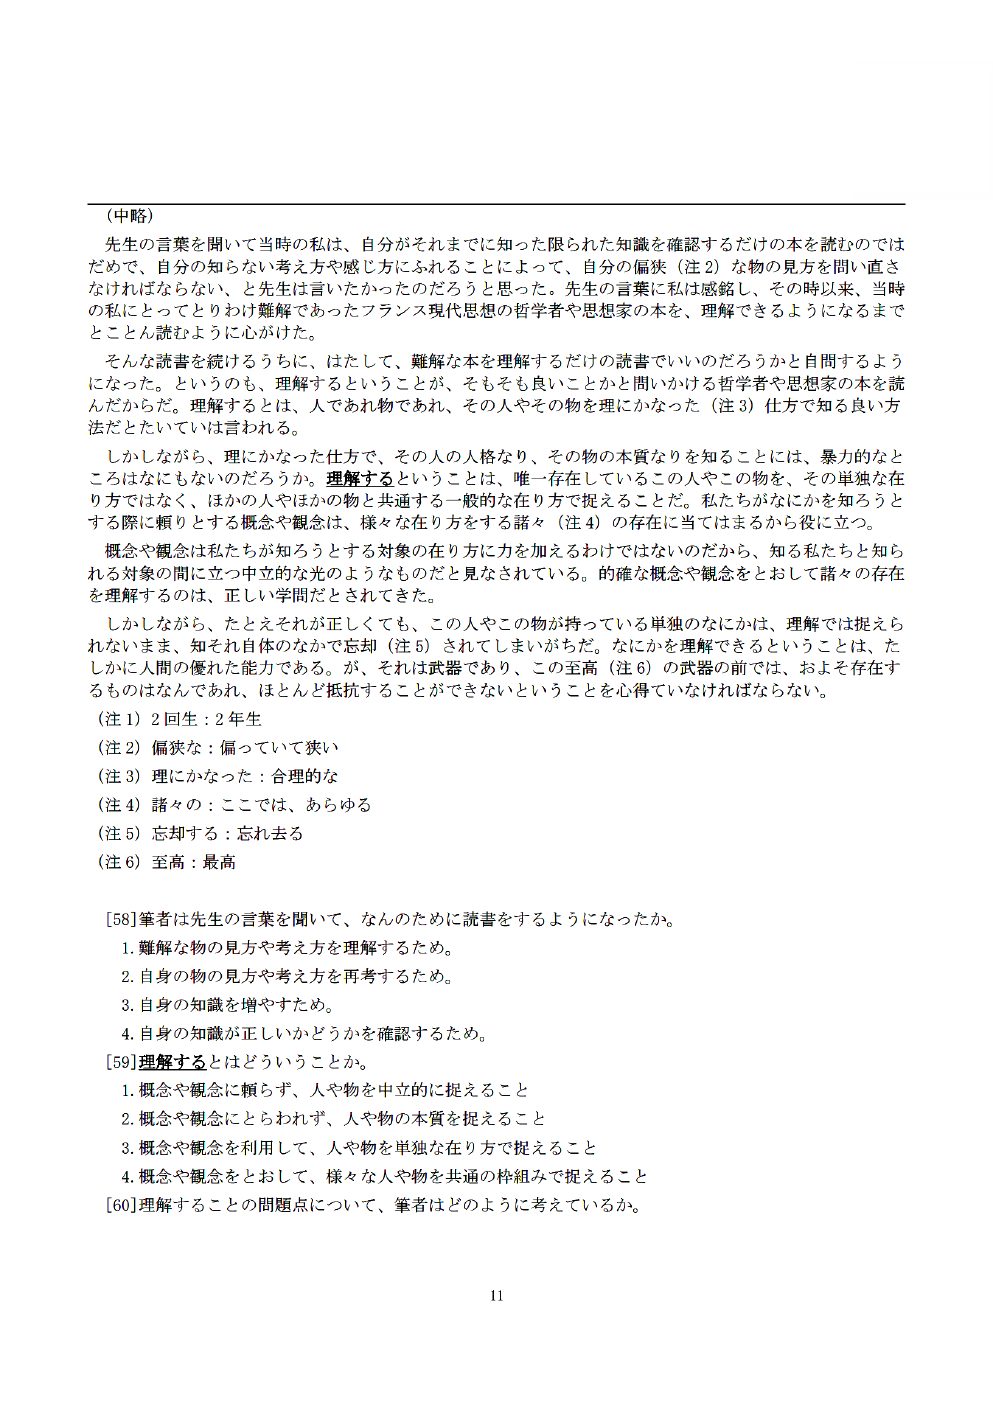 （中略）
先生の言葉を聞いて当時の私は、自分がそれまでに知った限られた知識を確認するだけの本を読むのでは
だめで、自分の知らない考え方や感じ方にふれることによって、自分の偏狭（注2）な物の見方を問い直さ
なければならない、と先生は言いたかったのだろうと思った。先生の言葉に私は感銘し、その時以来、当時
の私にとってとりわけ難解であったフランス現代思想の哲学者や思想家の本を、理解できるようになるまで
とことん読むように心がけた。
そんな読書を続けるうちに、はたして、難解な本を理解するだけの読書でいいのだろうかと自問するよう
になった。というのも、理解するということが、そもそも良いことかと問いかける哲学者や思想家の本を読
んだからだ。理解するとは、人であれ物であれ、その人やその物を理にかなった（注3）仕方で知る良い方
法だとたいていは言われる。
しかしながら、理にかなった仕方で、その人の人格なり、その物の本質なりを知ることには、暴力的なと
ころはなにもないのだろうか。理解するということは、唯一存在しているこの人やこの物を、その単独な在
り方ではなく、ほかの人やほかの物と共通する一般的な在り方で捉えることだ。私たちがなにかを知ろうと
する際に頼りとする概念や観念は、様々な在り方をする諸々（注4）の存在に当てはまるから役に立つ。
概念や観念は私たちが知ろうとする対象の在り方に力を加えるわけではないのだから、知る私たちと知ら
れる対象の間に立つ中立的な光のようなものだと見なされている。的確な概念や観念をとおして諸々の存在
を理解するのは、正しい学問だとされてきた。
しかしながら、たとえそれが正しくても、この人やこの物が持っている単独のなにかは、理解では捉えら
れないまま、知それ自体のなかで忘却（注5）されてしまいがちだ。なにかを理解できるということは、た
しかに人間の優れた能力である。が、それは武器であり、この至高（注6）の武器の前では、およそ存在す
るものはなんであれ、ほとんど抵抗することができないということを心得ていなければならない。
（注1）2回生：2年生
（注2）偏狭な：偏っていて狭い
（注3）理にかなった：合理的な
（注4）諸々の：ここでは、あらゆる
（注5）忘却する：忘れ去る
（注6）至高：最高
[58]筆者は先生の言葉を聞いて、なんのために読書をするようになったか。
1. 難解な物の見方や考え方を理解するため。
2. 自身の物の見方や考え方を再考するため。
3. 自身の知識を増やすため。
4. 自身の知識が正しいかどうかを確認するため。
[59]理解するとはどういうことか。
1. 概念や観念に頼らず、人や物を中立的に捉えること
2. 概念や観念にとらわれず、人や物の本質を捉えること
3. 概念や観念を利用して、人や物を単独な在り方で捉えること
4. 概念や観念をとおして、様々な人や物を共通の枠組みで捉えること
[60]理解することの問題点について、筆者はどのように考えているか。
11